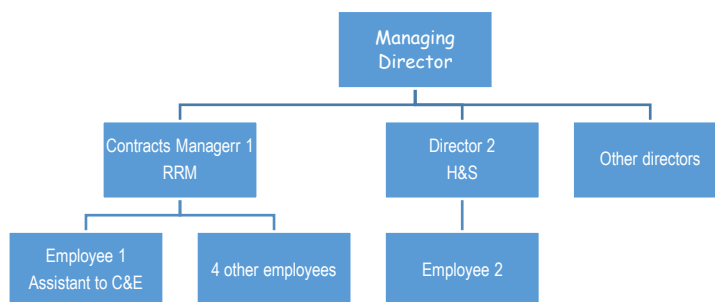 Managing
Director
Contracts Managerr 1
RRM
Director 2
H&S
Other directors
Employee 1
Assistant to C&E
4 other employees
Employee 2